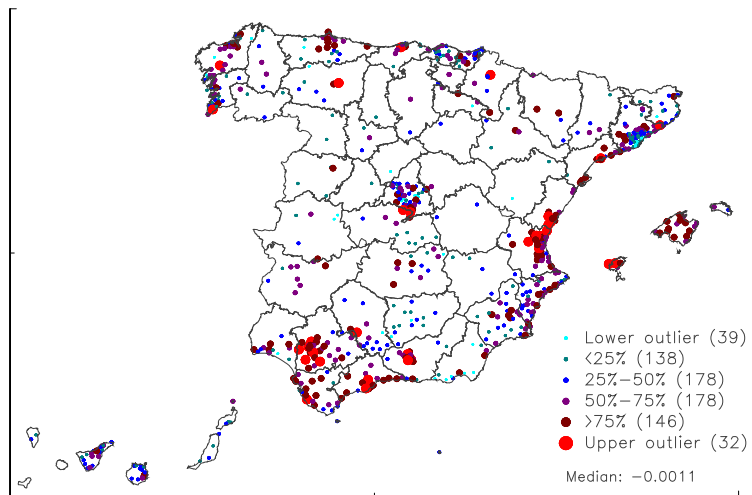 Lower outlier (39)
<25% (138)
25%−50% (178)
50%−75% (178)
>75% (146)
Upper outlier (32)
Median: −0.0011